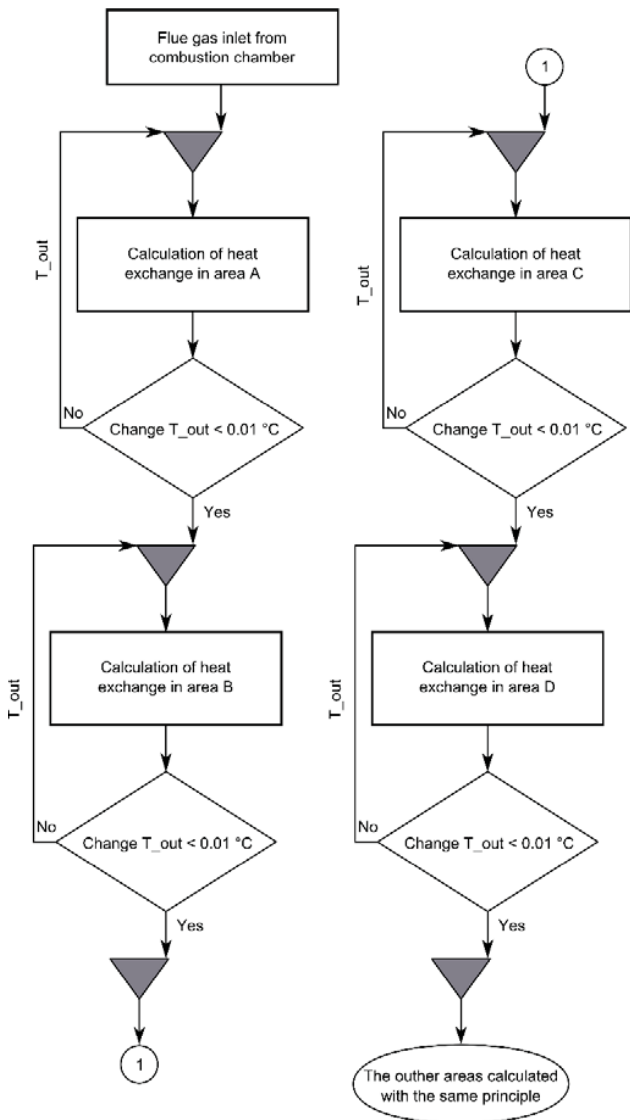 Flue gas inlet from
combustion chamber
T_out
Calculation of heat
exchange in area A
No
Change T_out < 0.01 °C
Yes
T_out
Calculation of heat
exchange in area B
No
Change T_out < 0.01 °C
Yes
1
1
T_out
Calculation of heat
exchange in area C
No
Change T_out < 0.01 °C
Yes
T_out
Calculation of heat
exchange in area D
No
Change T_out < 0.01 °C
Yes
The outher areas calculated
with the same principle